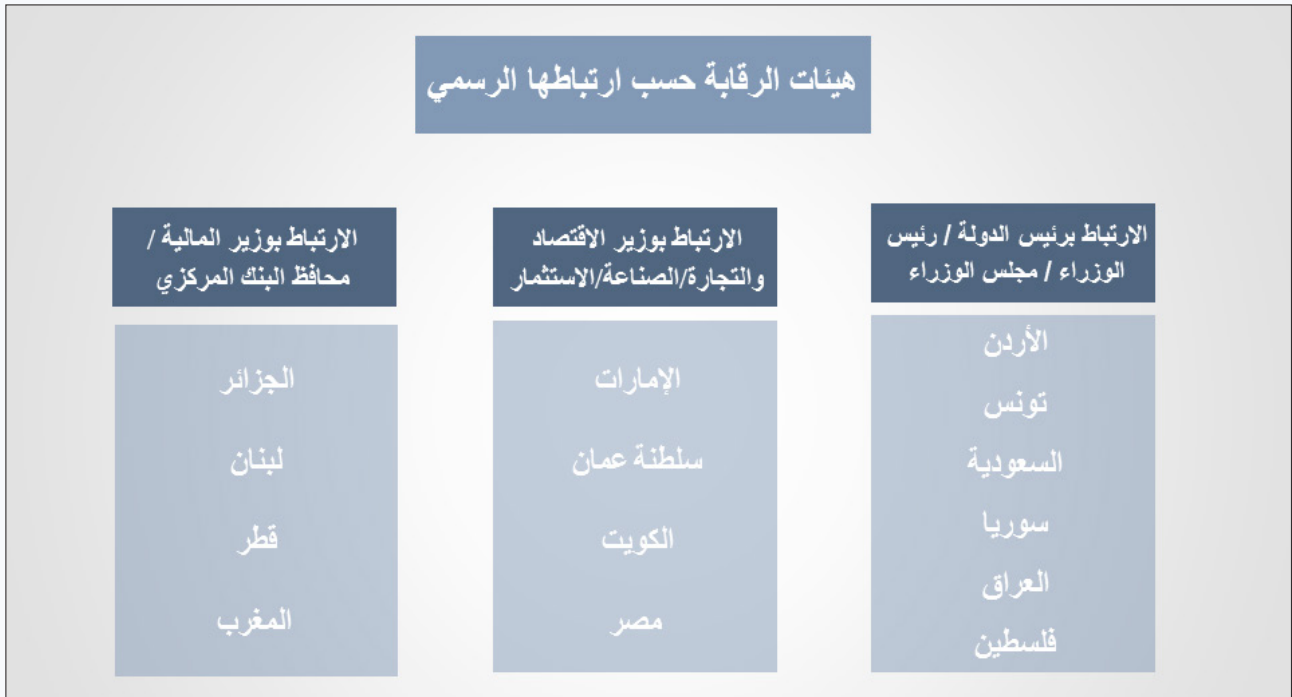 هيئات الرقابة حسب ارتباطها الرسمي
الارتباط برئيس الدولة / رئيس
الوزراء / مجلس الوزراء
الأردن
تونس
السعودية
سوريا
العراق
فلسطين
الارتباط بوزير الاقتصاد
والتجارة/الصناعة/الاستثمار
الإمارات
سلطنة عمان
الكويت
مصر
الارتباط بوزير المالية /
محافظ البنك المركزي
الجزائر
لبنان
قطر
المغرب